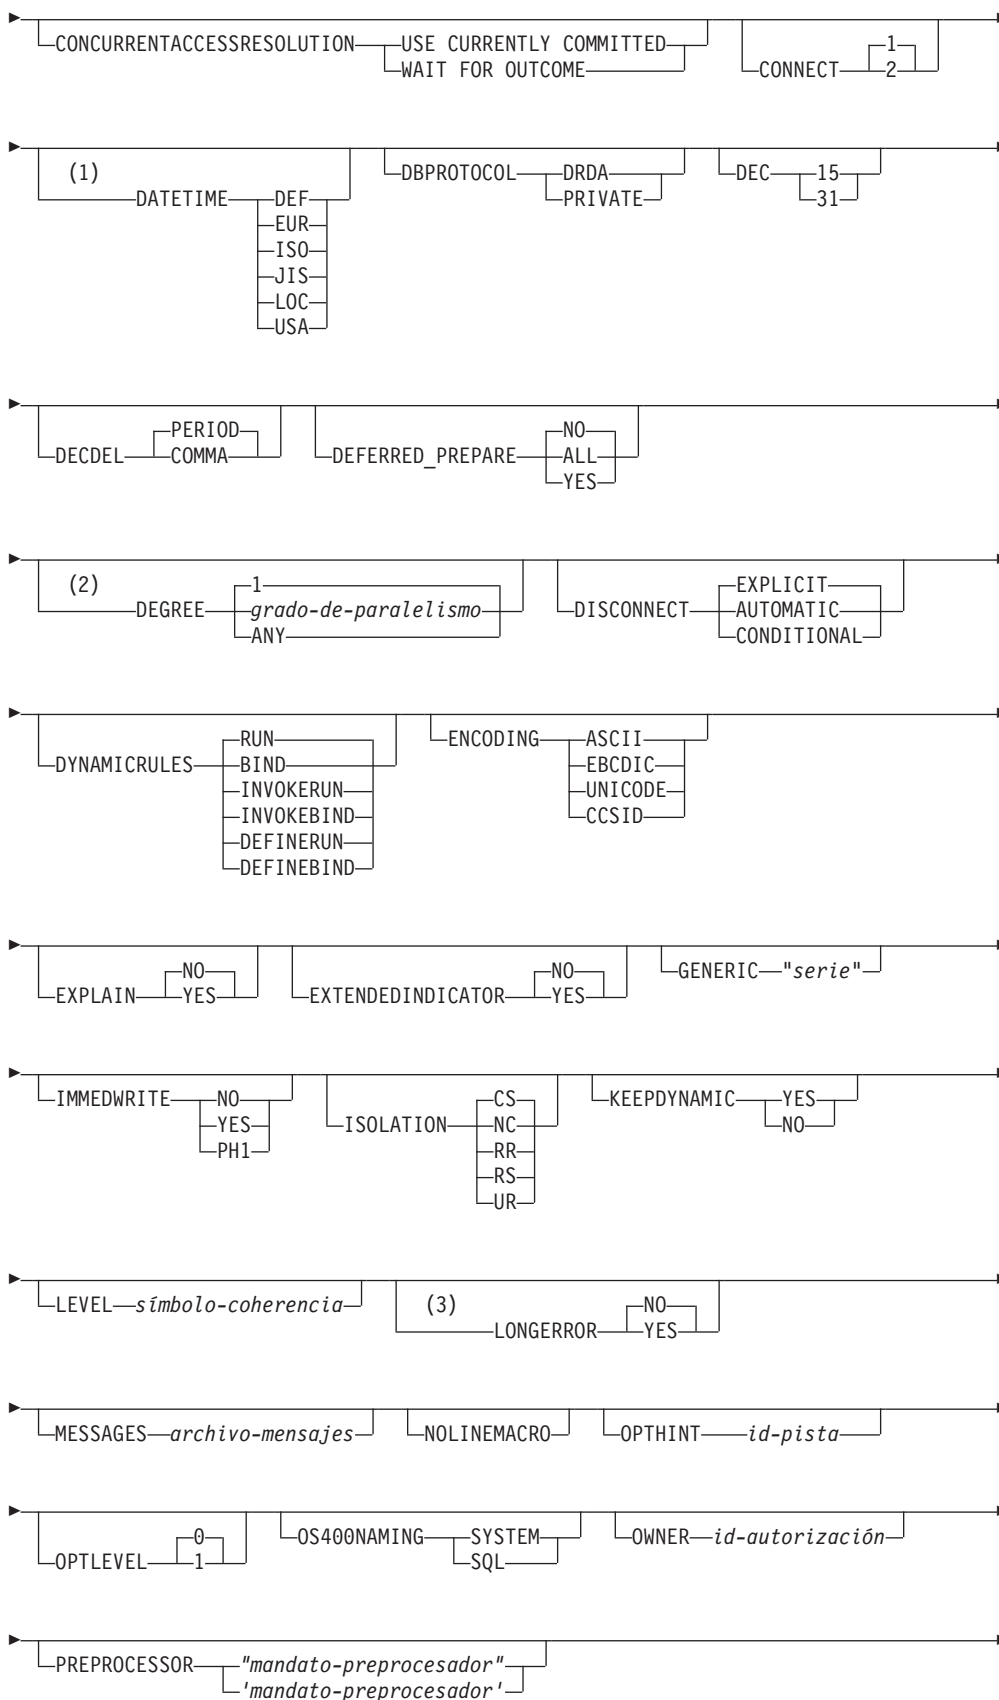 CONCURRENTACCESSRESOLUTION USE CURRENTLY COMMITTED
WAIT FOR OUTCOME
CONNECT 1
2
(1)
DATETIME DEF
EUR
ISO
JIS
LOC
USA
DBPROTOCOL DRDA
PRIVATE
DEC 15
31
DECDEL PERIOD
COMMA
DEFERRED_PREPARE NO
ALL
YES
(2)
DEGREE 1
grado-de-paralelismo
ANY
DISCONNECT EXPLICIT
AUTOMATIC
CONDITIONAL
DYNAMICRULES RUN
BIND
INVOKERUN
INVOKEBIND
DEFINERUN
DEFINEBIND
ENCODING ASCII
EBCDIC
UNICODE
CCSID
EXPLAIN NO
YES
EXTENDEDINDICATOR NO
YES
GENERIC "serie"
IMMEDWRITE NO
YES
PH1
ISOLATION CS
NC
RR
RS
UR
KEEPDYNAMIC YES
NO
LEVEL símbolo-coherencia
(3)
LONGERROR NO
YES
MESSAGES archivo-mensajes
NOLINEMACRO
OPTHINT id-pista
OPTLEVEL 0
1
OS400NAMING SYSTEM
SQL
OWNER id-autorización
PREPROCESSOR "mandato-preprocesador"
'mandato-preprocesador'